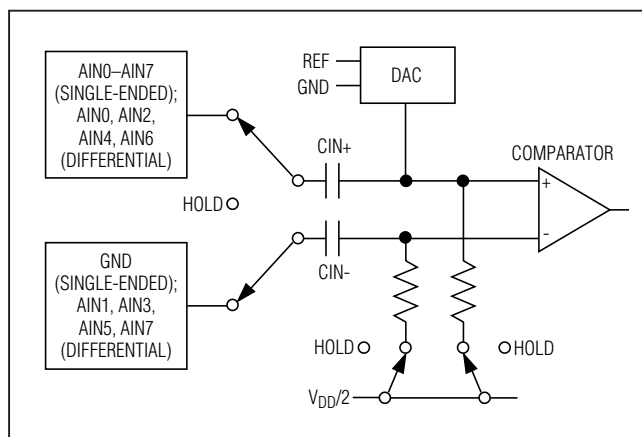 AIN0–AIN7
(SINGLE-ENDED);
AIN0, AIN2,
AIN4, AIN6
(DIFFERENTIAL)
REF
GND
DAC
CIN+
COMPARATOR
+
-
HOLD
GND
(SINGLE-ENDED);
AIN1, AIN3,
AIN5, AIN7
(DIFFERENTIAL)
CIN-
HOLD
HOLD
VDD/2